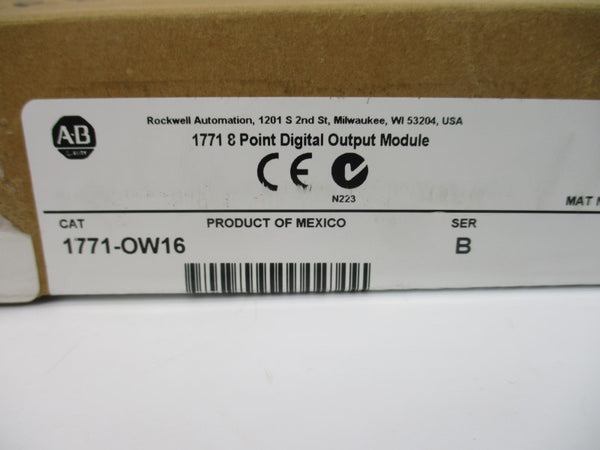 A-B
Rockwell Automation, 1201 S 2nd St, Milwaukee, WI 53204, USA
1771 8 Point Digital Output Module
CE
N223
MAT
CAT PRODUCT OF MEXICO SER
1771-OW16 B